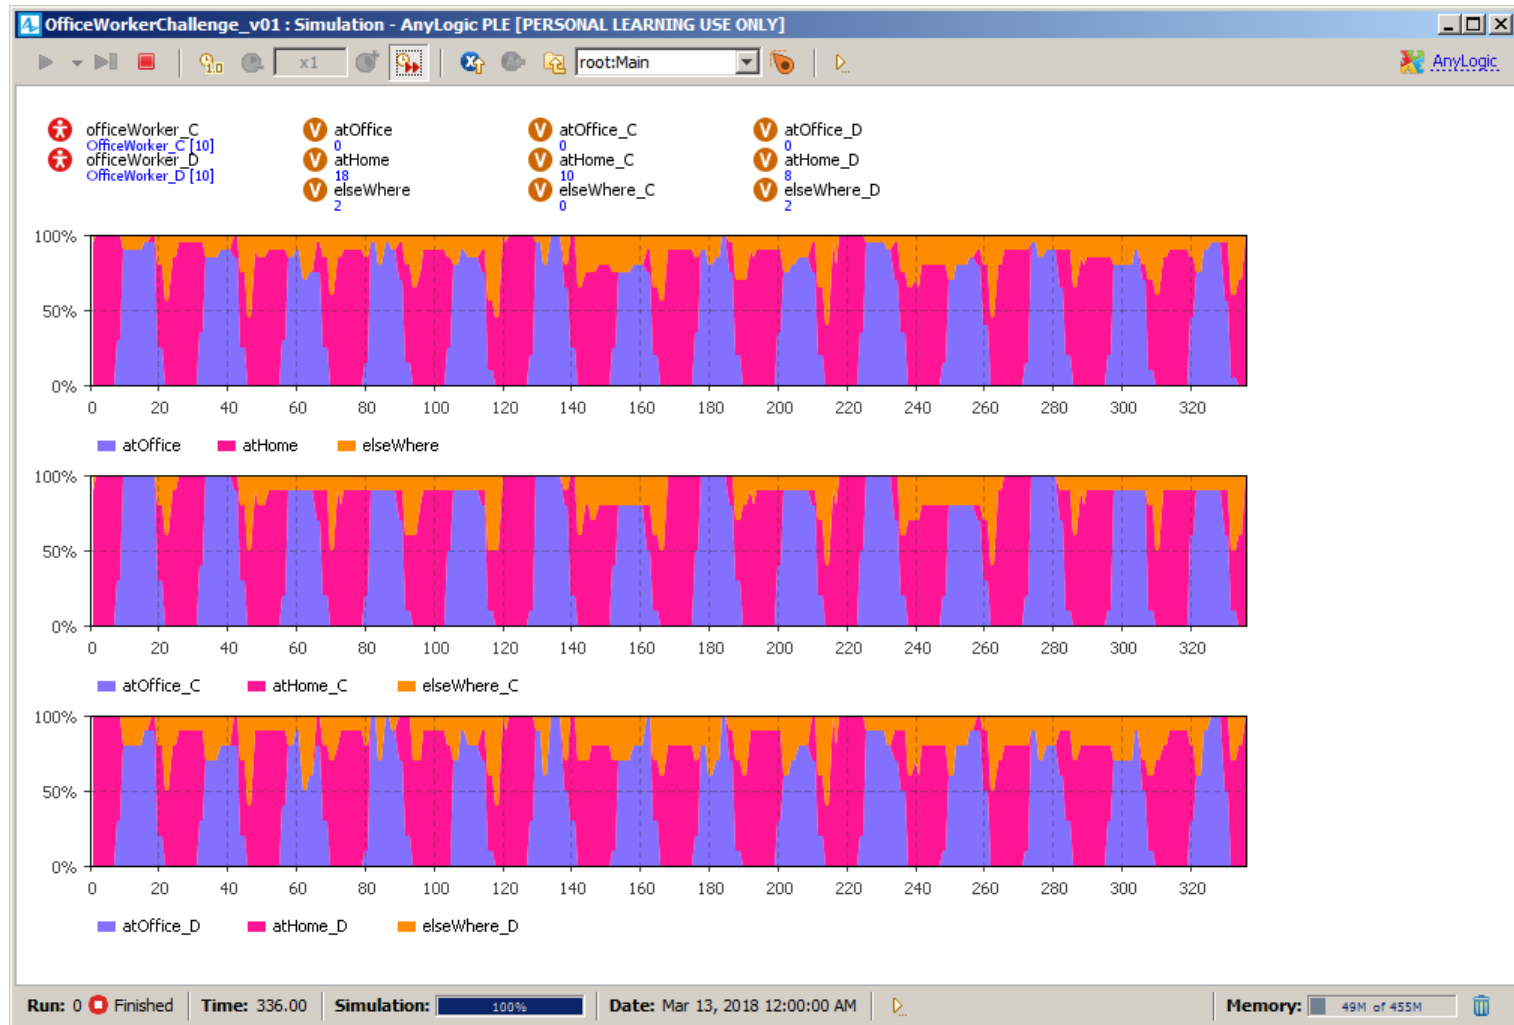 OfficeWorkerChallenge_v01 : Simulation - AnyLogic PLE [PERSONAL LEARNING USE ONLY]
1.0 x1 root:Main AnyLogic
officeWorker_C atOffice atOffice_C atOffice_D
OfficeWorker_C [10] 0 0 0
officeWorker_D atHome atHome_C atHome_D
OfficeWorker_D [10] 18 10 8
elseWhere elseWhere_C elseWhere_D
2 0 2
100%
50%
0%
0 20 40 60 80 100 120 140 160 180 200 220 240 260 280 300 320
atOffice atHome elseWhere
100%
50%
0%
0 20 40 60 80 100 120 140 160 180 200 220 240 260 280 300 320
atOffice_C atHome_C elseWhere_C
100%
50%
0%
0 20 40 60 80 100 120 140 160 180 200 220 240 260 280 300 320
atOffice_D atHome_D elseWhere_D
Run: 0 Finished Time: 336.00 Simulation: 100% Date: Mar 13, 2018 12:00:00 AM Memory: 49M of 455M